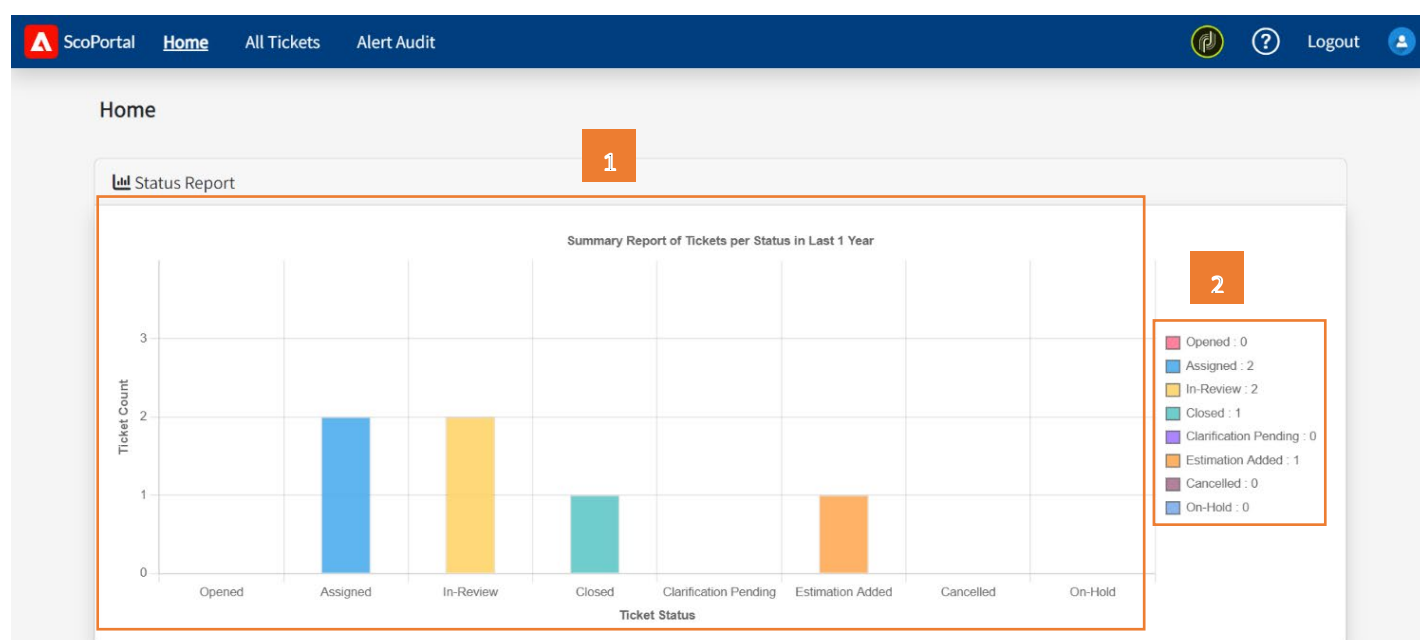 ScoPortal Home All Tickets Alert Audit ? Logout
Home
1
Status Report
Summary Report of Tickets per Status in Last 1 Year
2
3
2
1
0
Ticket Count
Opened Assigned In-Review Closed Clarification Pending Estimation Added Cancelled On-Hold
Ticket Status
Opened : 0
Assigned : 2
In-Review : 2
Closed : 1
Clarification Pending : 0
Estimation Added : 1
Cancelled : 0
On-Hold : 0